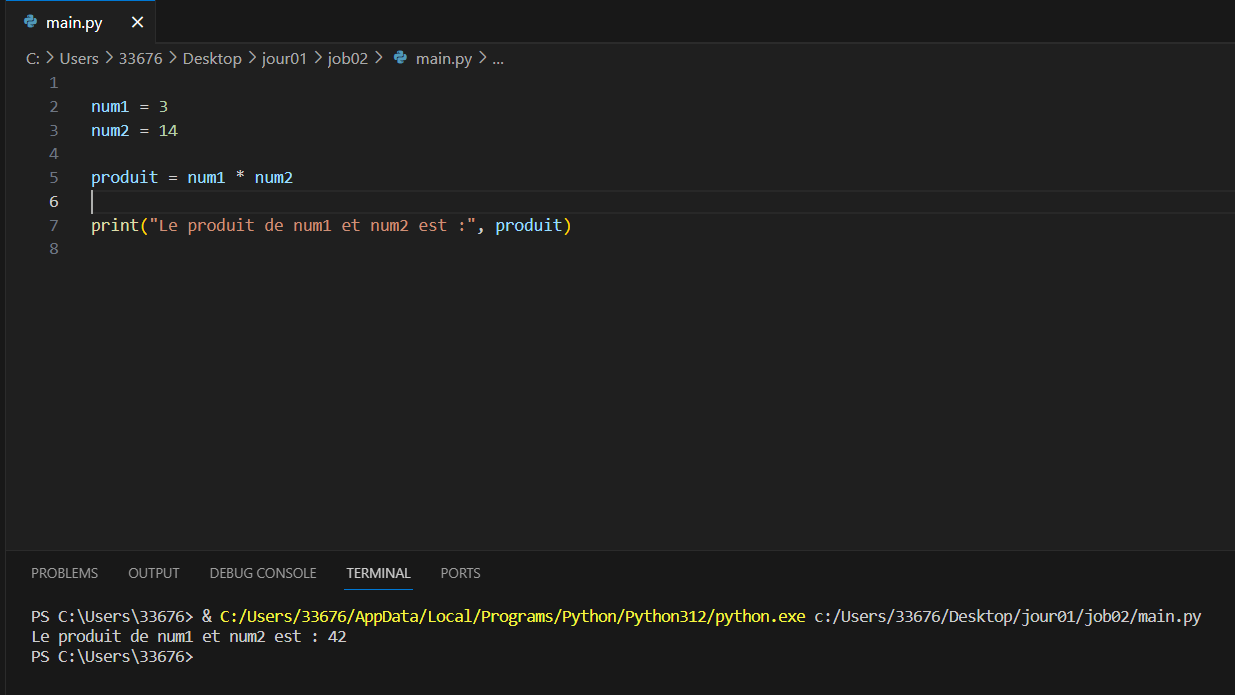 main.py
C: > Users > 33676 > Desktop > jour01 > job02 > main.py > ...
1
2 num1 = 3
3 num2 = 14
4
5 produit = num1 * num2
6
7 print("Le produit de num1 et num2 est :", produit)
8
PROBLEMS OUTPUT DEBUG CONSOLE TERMINAL PORTS
PS C:\Users\33676> & C:/Users/33676/AppData/Local/Programs/Python/Python312/python.exe c:/Users/33676/Desktop/jour01/job02/main.py
Le produit de num1 et num2 est : 42
PS C:\Users\33676>